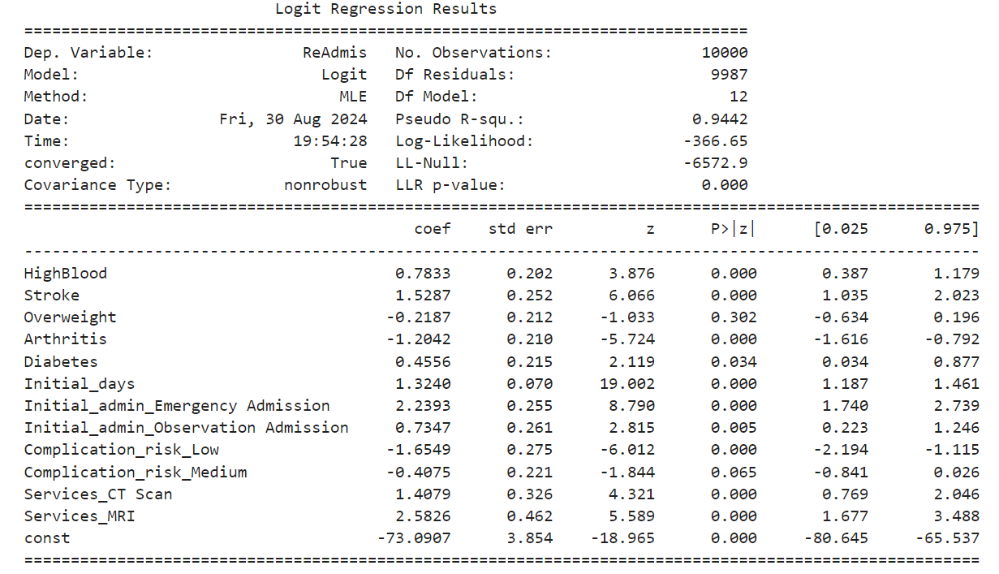 Logit Regression Results
==============================================================================
Dep. Variable:                 ReAdmis   No. Observations:                10000
Model:                           Logit   Df Residuals:                     9987
Method:                            MLE   Df Model:                           12
Date:                 Fri, 30 Aug 2024   Pseudo R-squ.:                  0.9442
Time:                         19:54:28   Log-Likelihood:                -366.65
converged:                        True   LL-Null:                       -6572.9
Covariance Type:             nonrobust   LLR p-value:                     0.000
=======================================================================================================
                                          coef    std err          z      P>|z|      [0.025      0.975]
-------------------------------------------------------------------------------------------------------
HighBlood                               0.7833      0.202      3.876      0.000       0.387       1.179
Stroke                                  1.5287      0.252      6.066      0.000       1.035       2.023
Overweight                             -0.2187      0.212     -1.033      0.302      -0.634       0.196
Arthritis                              -1.2042      0.210     -5.724      0.000      -1.616      -0.792
Diabetes                                0.4556      0.215      2.119      0.034       0.034       0.877
Initial_days                            1.3240      0.070     19.002      0.000       1.187       1.461
Initial_admin_Emergency Admission       2.2393      0.255      8.790      0.000       1.740       2.739
Initial_admin_Observation Admission     0.7347      0.261      2.815      0.005       0.223       1.246
Complication_risk_Low                  -1.6549      0.275     -6.012      0.000      -2.194      -1.115
Complication_risk_Medium               -0.4075      0.221     -1.844      0.065      -0.841       0.026
Services_CT Scan                        1.4079      0.326      4.321      0.000       0.769       2.046
Services_MRI                            2.5826      0.462      5.589      0.000       1.677       3.488
const                                 -73.0907      3.854    -18.965      0.000     -80.645     -65.537
=======================================================================================================